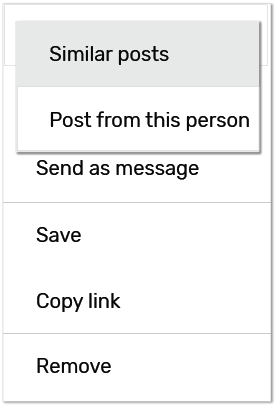 Similar posts
Post from this person
Send as message
Save
Copy link
Remove